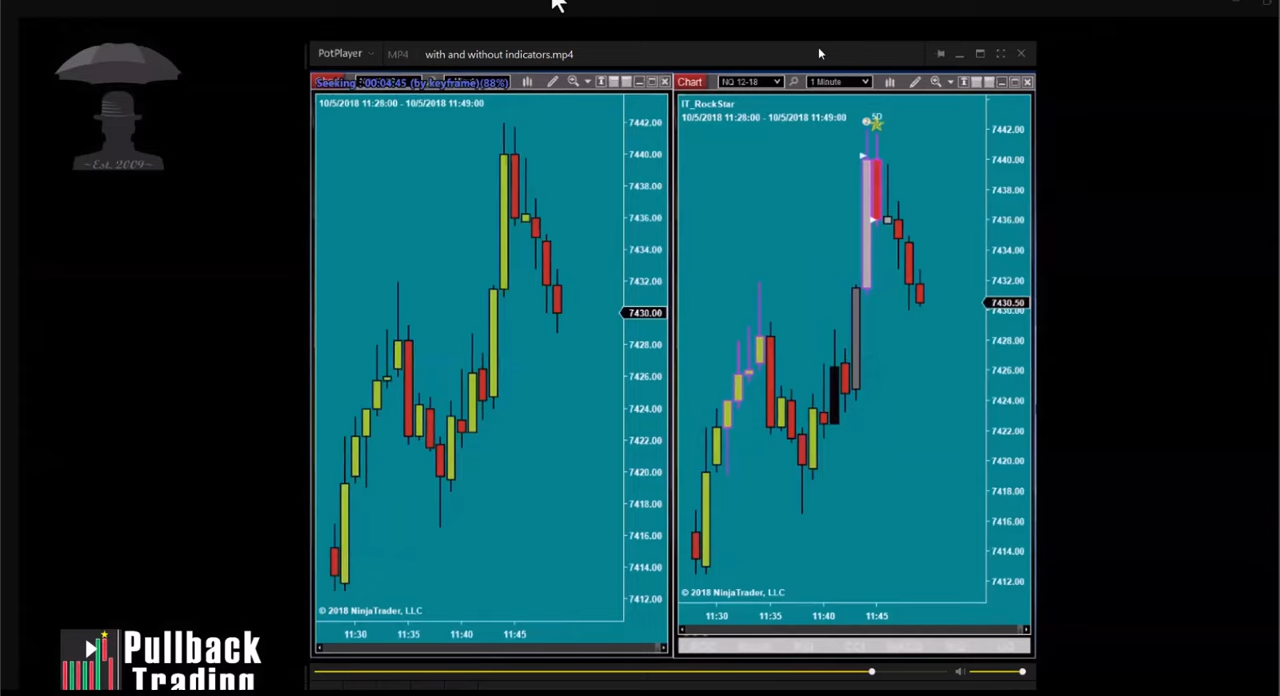 PotPlayer MP4 with and without indicators.mp4
Seeking : 00:04:45 (by keyframe)(88%)
10/5/2018 11:28:00 - 10/5/2018 11:49:00
7442.00
7440.00
7438.00
7436.00
7434.00
7432.00
7430.00
7428.00
7426.00
7424.00
7422.00
7420.00
7418.00
7416.00
7414.00
7412.00
© 2018 NinjaTrader, LLC
11:30 11:35 11:40 11:45
Chart NQ 12-18 1 Minute
IT_RockStar
10/5/2018 11:28:00 - 10/5/2018 11:49:00
7442.00
7440.00
7438.00
7436.00
7434.00
7432.00
7430.50
7430.00
7428.00
7426.00
7424.00
7422.00
7420.00
7418.00
7416.00
7414.00
7412.00
© 2018 NinjaTrader, LLC
11:30 11:35 11:40 11:45
~Est. 2009~
Pullback
Trading